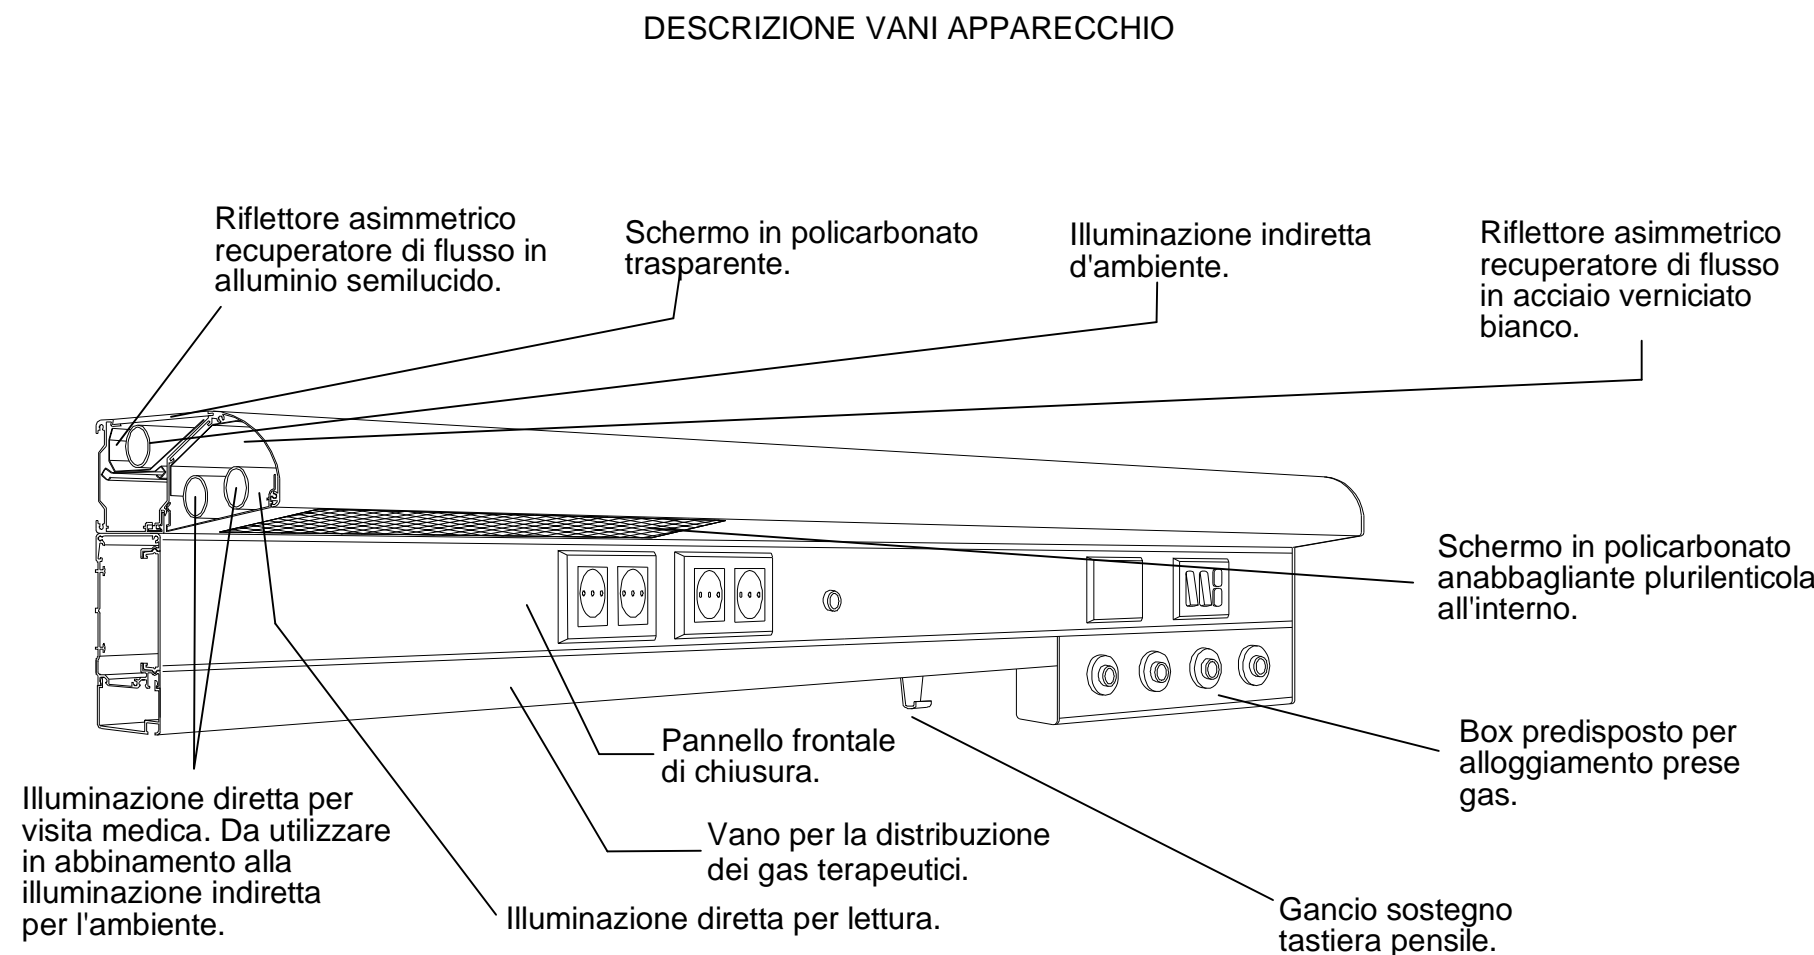 DESCRIZIONE VANI APPARECCHIO
Riflettore asimmetrico
recuperatore di flusso in
alluminio semilucido.
Schermo in policarbonato
trasparente.
Illuminazione indiretta
d'ambiente.
Riflettore asimmetrico
recuperatore di flusso
in acciaio verniciato
bianco.
Schermo in policarbonato
anabbagliante plurilenticola
all'interno.
Box predisposto per
alloggiamento prese
gas.
Pannello frontale
di chiusura.
Illuminazione diretta per
visita medica. Da utilizzare
in abbinamento alla
illuminazione indiretta
per l'ambiente.
Vano per la distribuzione
dei gas terapeutici.
Illuminazione diretta per lettura.
Gancio sostegno
tastiera pensile.